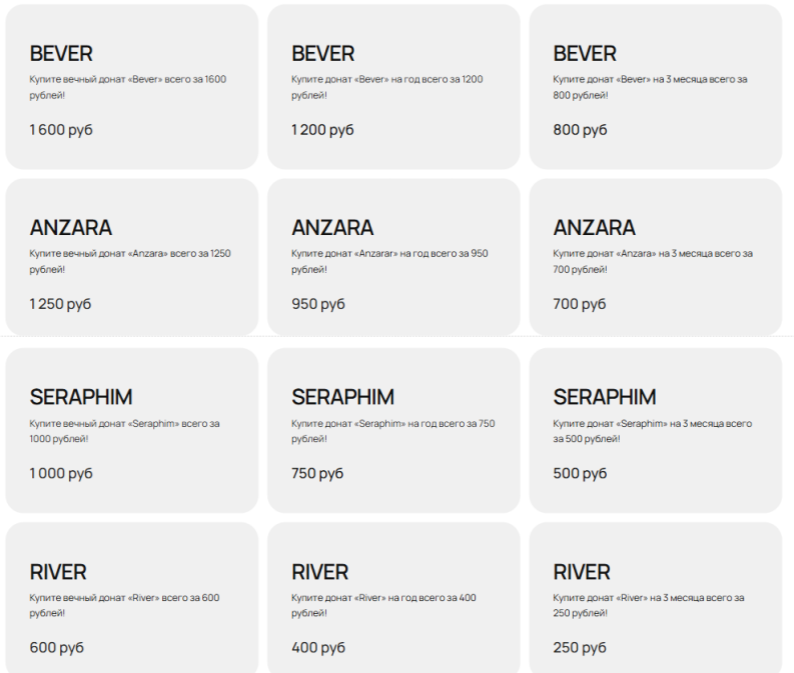 BEVER
Купите вечный донат «Bever» всего за 1600
рублей!
1 600 руб
BEVER
Купите донат «Bever» на год всего за 1200
рублей!
1 200 руб
BEVER
Купите донат «Bever» на 3 месяца всего за
800 рублей!
800 руб
ANZARA
Купите вечный донат «Anzara» всего за 1250
рублей!
1 250 руб
ANZARA
Купите донат «Anzarar» на год всего за 950
рублей!
950 руб
ANZARA
Купите донат «Anzara» на 3 месяца всего за
700 рублей!
700 руб
SERAPHIM
Купите вечный донат «Seraphim» всего за
1000 рублей!
1 000 руб
SERAPHIM
Купите донат «Seraphim» на год всего за 750
рублей!
750 руб
SERAPHIM
Купите донат «Seraphim» на 3 месяца всего
за 500 рублей!
500 руб
RIVER
Купите вечный донат «River» всего за 600
рублей!
600 руб
RIVER
Купите донат «River» на год всего за 400
рублей!
400 руб
RIVER
Купите донат «River» на 3 месяца всего за
250 рублей!
250 руб